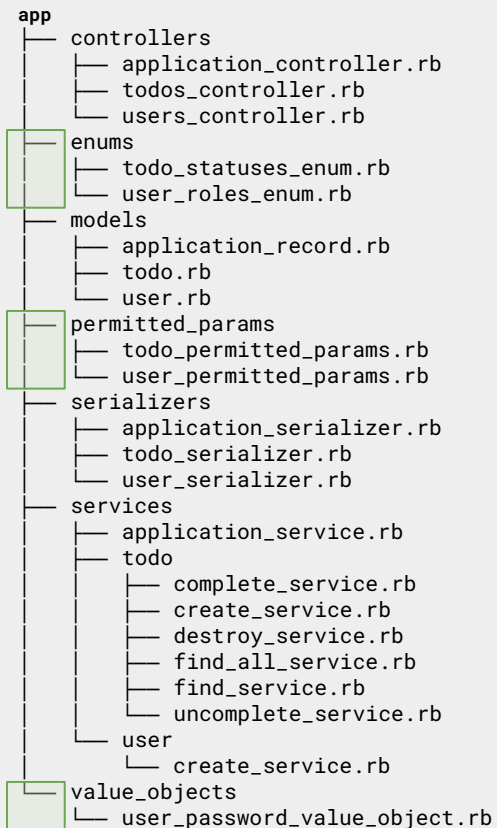 app
controllers
application_controller.rb
todos_controller.rb
users_controller.rb
enums
todo_statuses_enum.rb
user_roles_enum.rb
models
application_record.rb
todo.rb
user.rb
permitted_params
todo_permitted_params.rb
user_permitted_params.rb
serializers
application_serializer.rb
todo_serializer.rb
user_serializer.rb
services
application_service.rb
todo
complete_service.rb
create_service.rb
destroy_service.rb
find_all_service.rb
find_service.rb
uncomplete_service.rb
user
create_service.rb
value_objects
user_password_value_object.rb